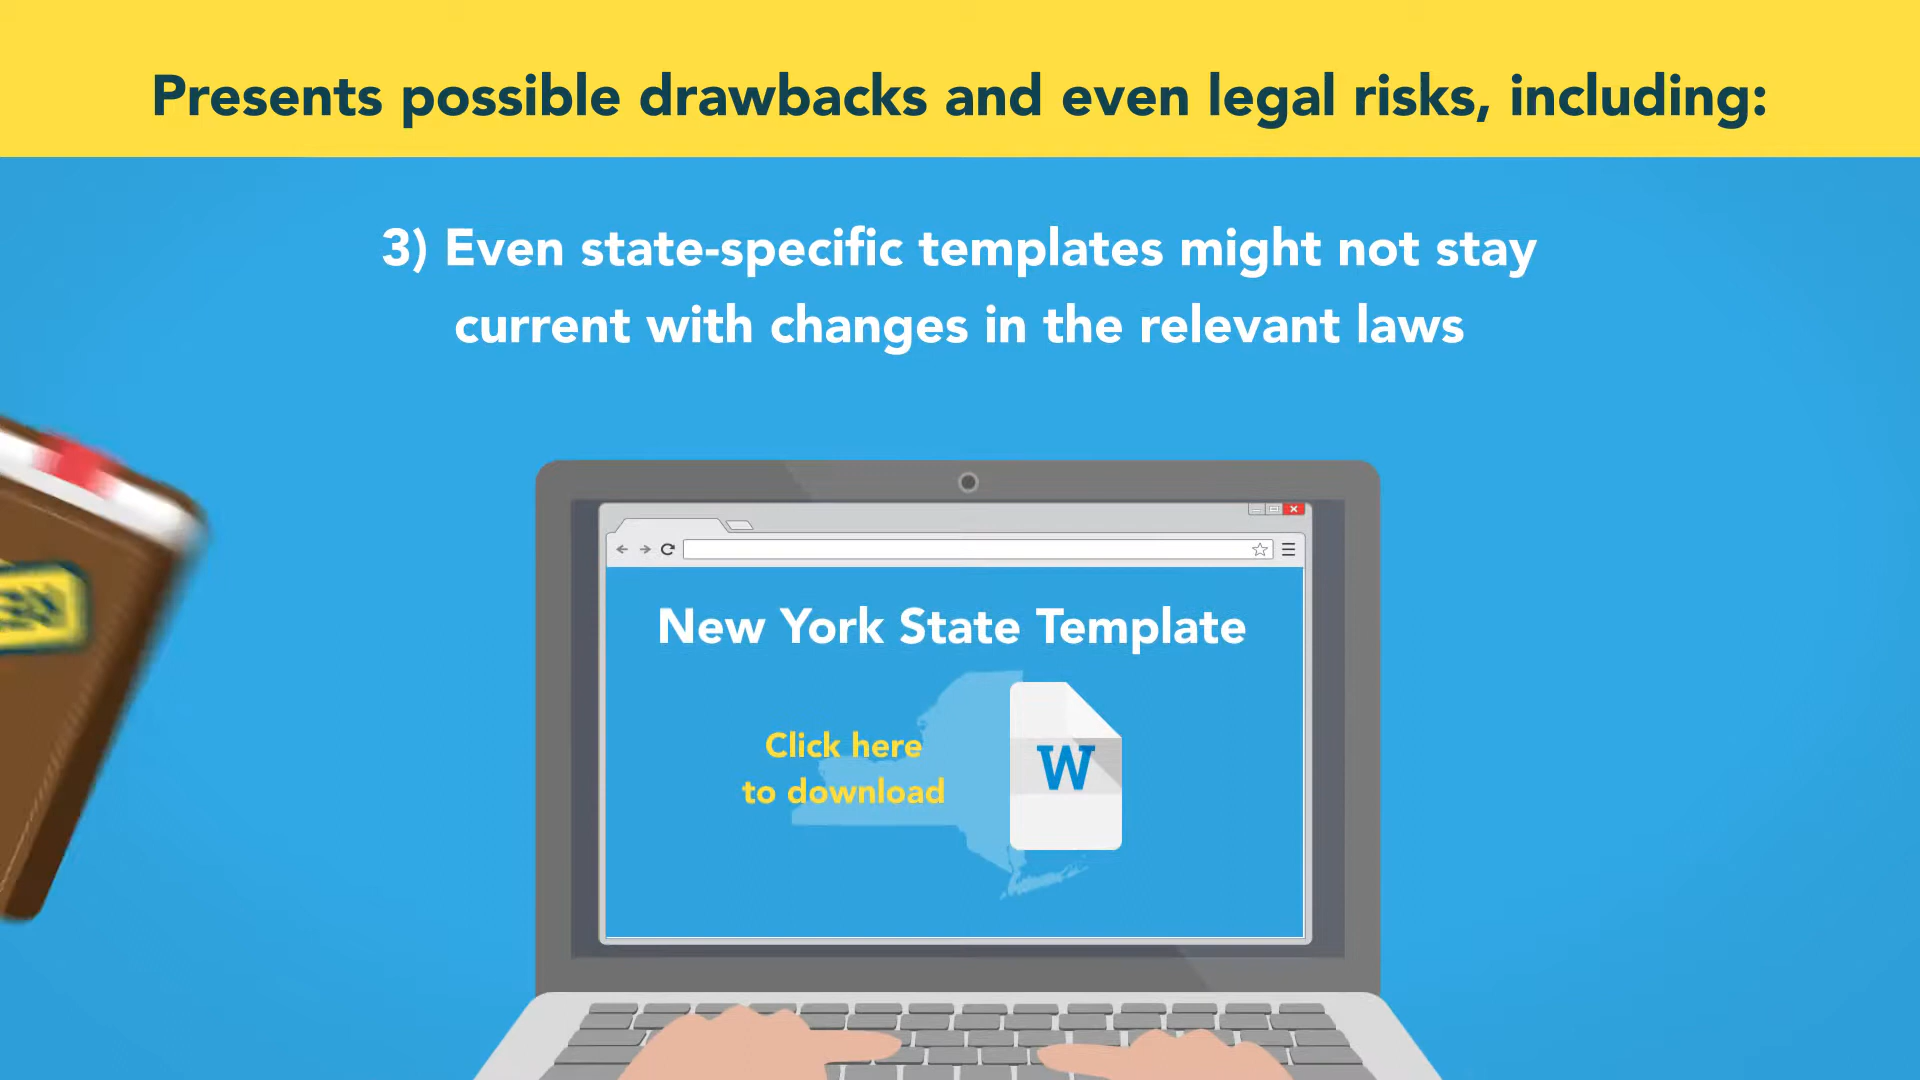 Presents possible drawbacks and even legal risks, including:
3) Even state-specific templates might not stay
current with changes in the relevant laws
New York State Template
Click here
to download
W